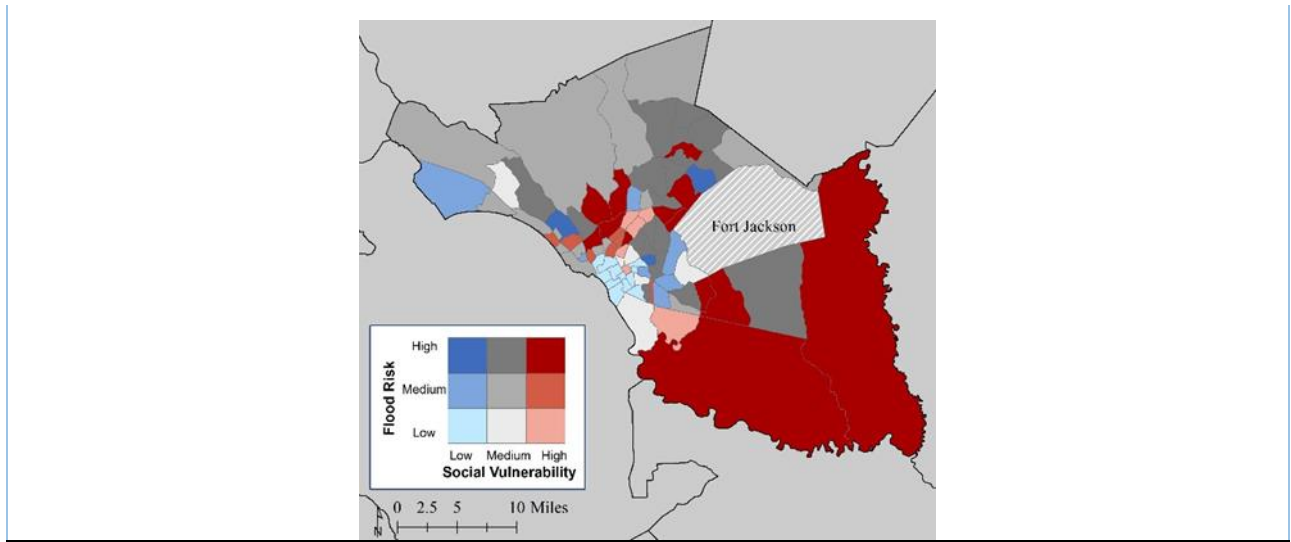 Fort Jackson
Flood Risk
High
Medium
Low
Low Medium High
Social Vulnerability
0 2.5 5 10 Miles
N